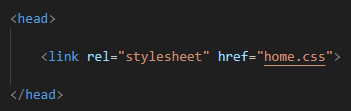 <head>
<link rel="stylesheet" href="home.css">
</head>